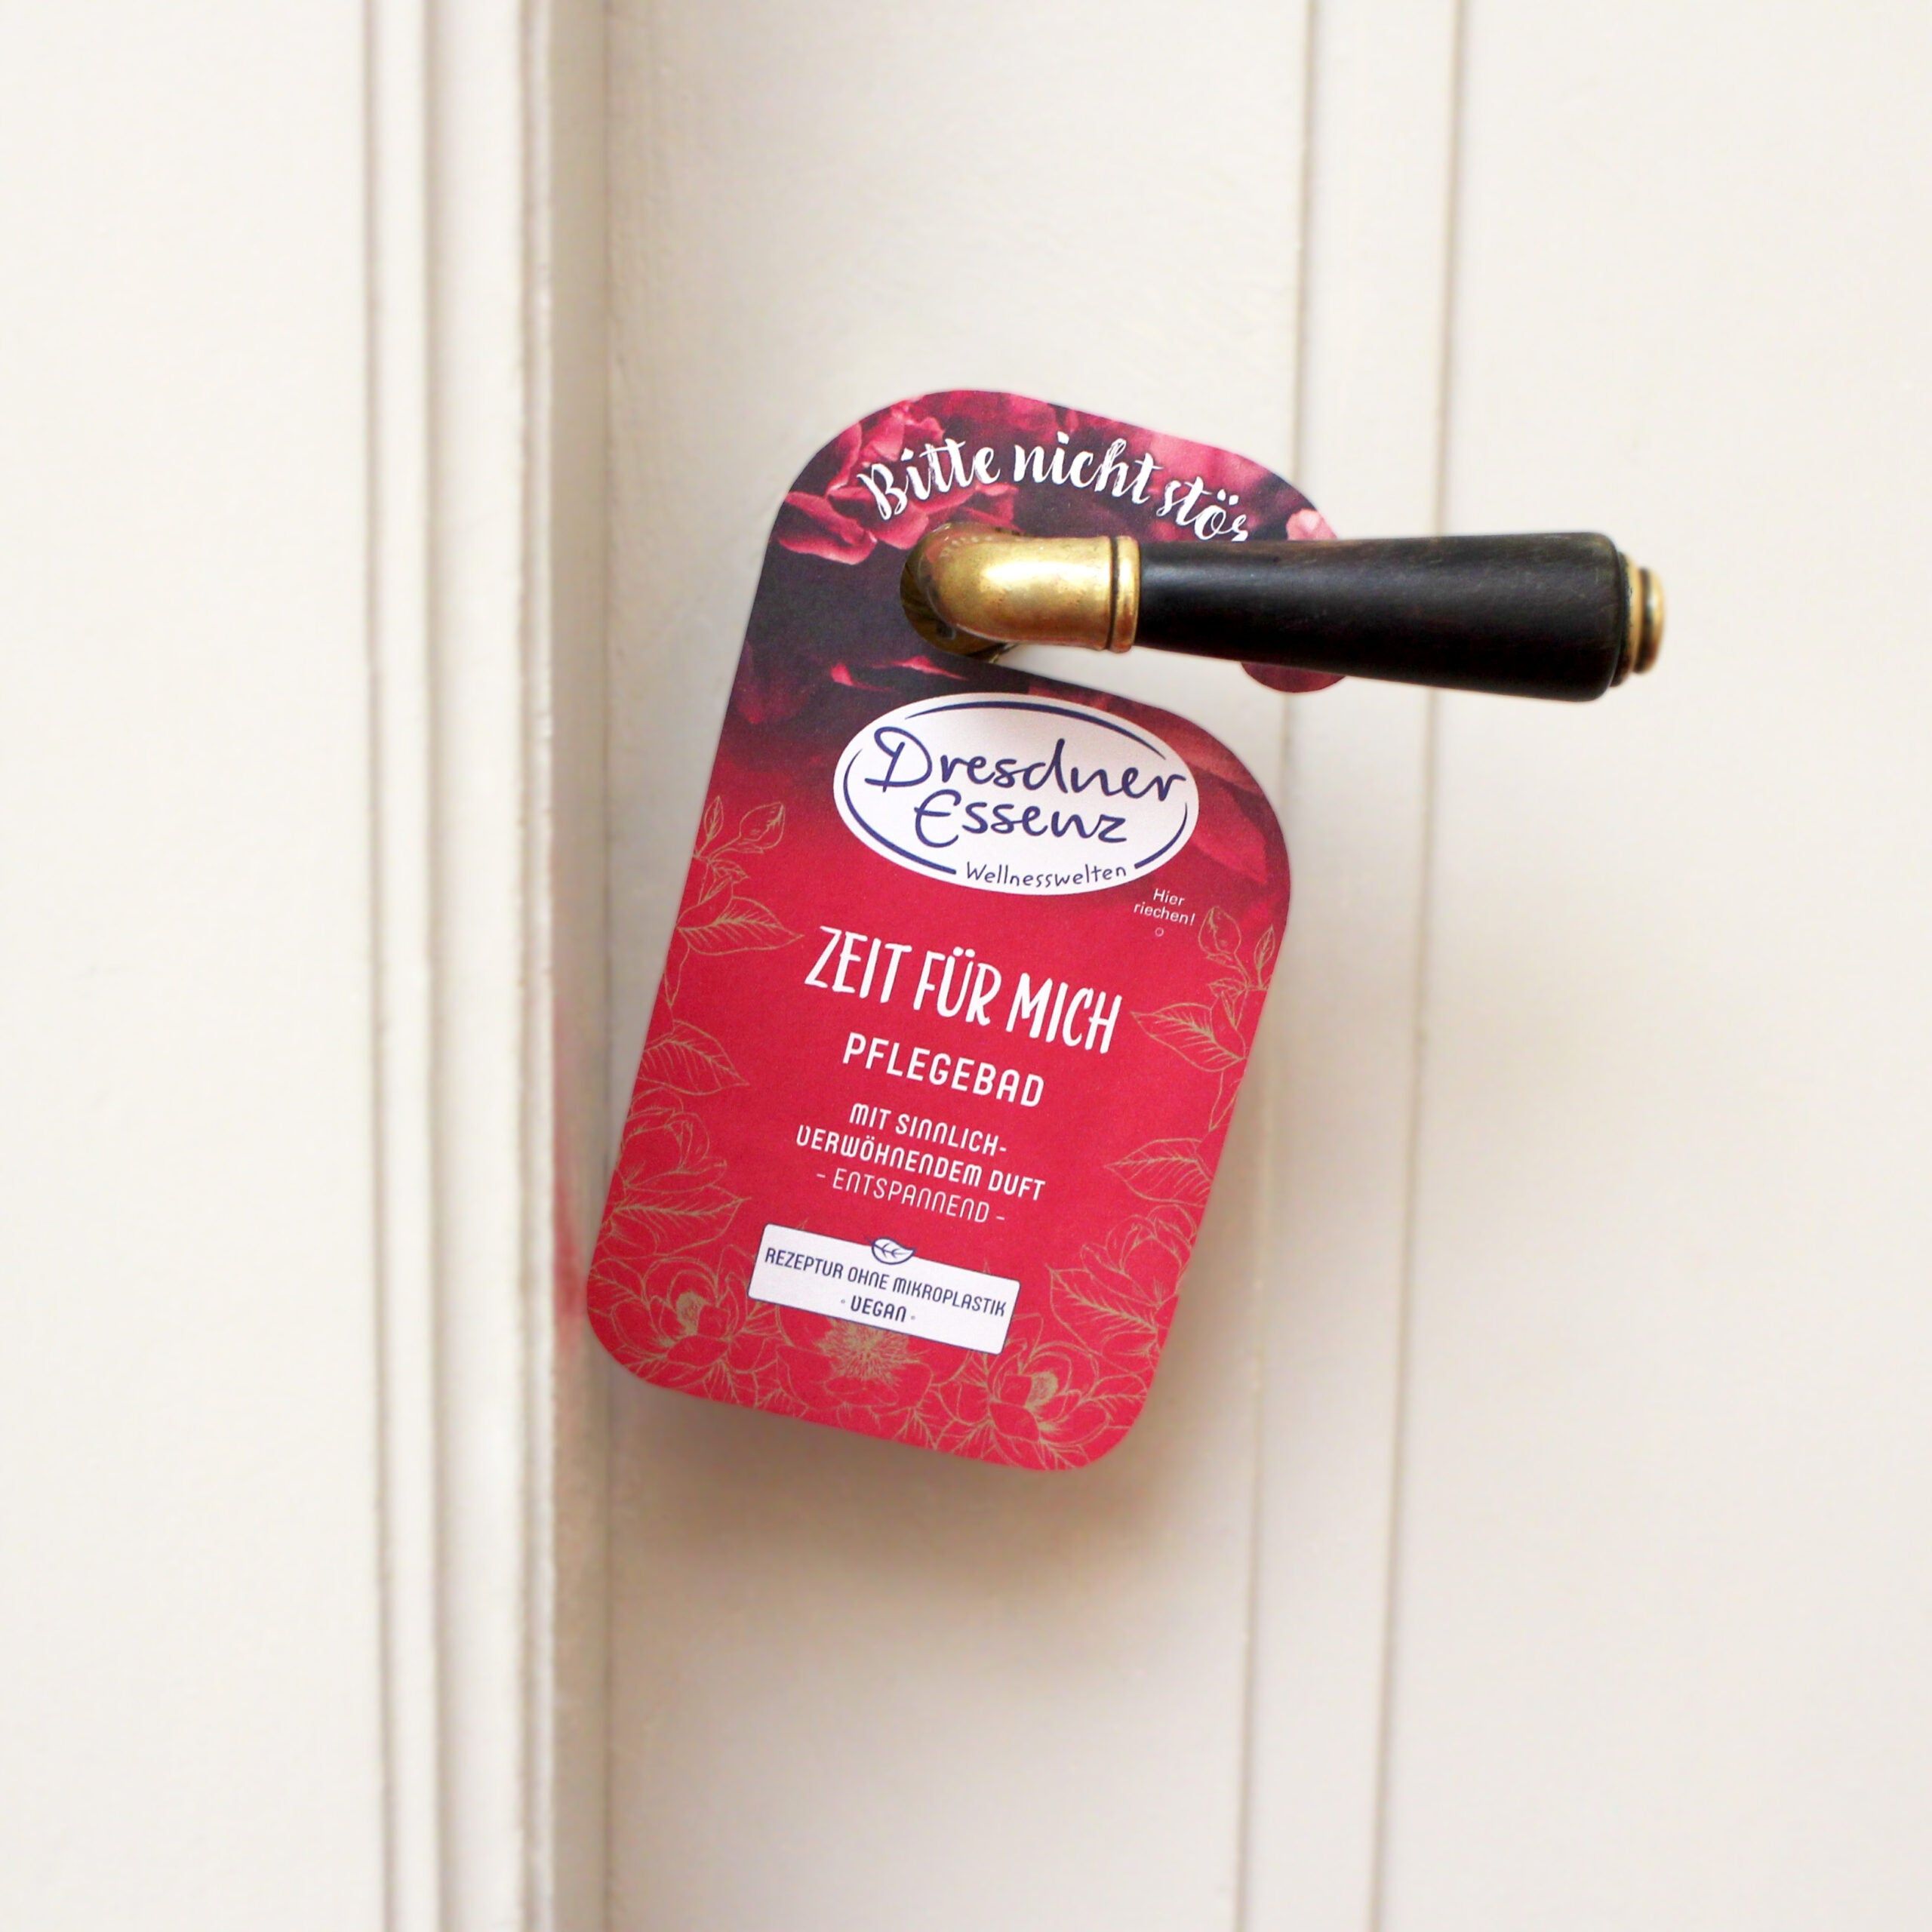 Bitte nicht stör
Dresdner
Essenz
Wellnesswelten
Hier
riechen!
ZEIT FÜR MICH
PFLEGEBAD
MIT SINNLICH-
VERWÖHNENDEM DUFT
- ENTSPANNEND -
REZEPTUR OHNE MIKROPLASTIK
• VEGAN •